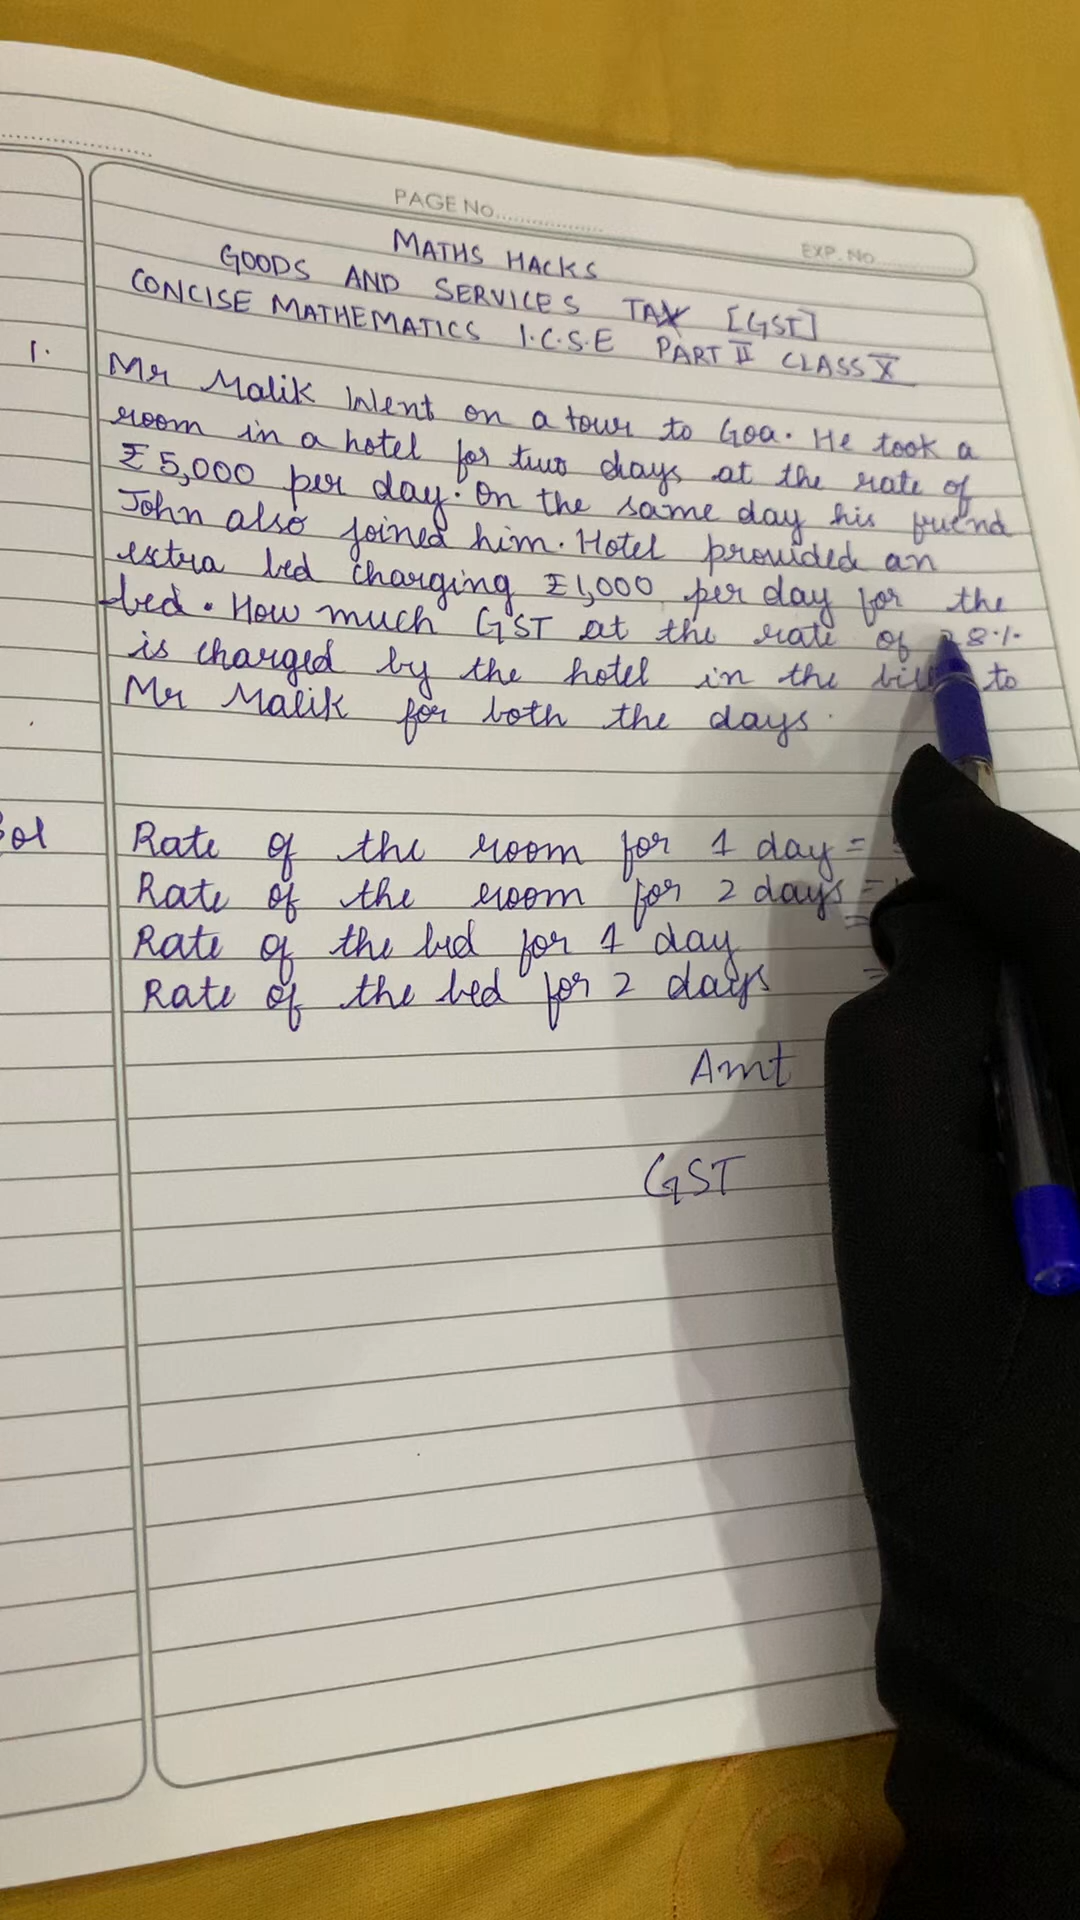 PAGE No.
EXP. No.
MATHS HACKS
GOODS AND SERVICES TAX [GST]
CONCISE MATHEMATICS I.C.S.E PART II CLASS X
1. Mr Malik Went on a tour to Goa. He took a
room in a hotel for two days at the rate of
₹5,000 per day. On the same day his friend
John also joined him. Hotel provided an
extra bed charging ₹1,000 per day for the
bed. How much GST at the rate of 28%
is charged by the hotel in the bill to
Mr Malik for both the days.
Sol Rate of the room for 1 day =
Rate of the room for 2 days =
Rate of the bed for 1 day =
Rate of the bed for 2 days =
Amt
GST